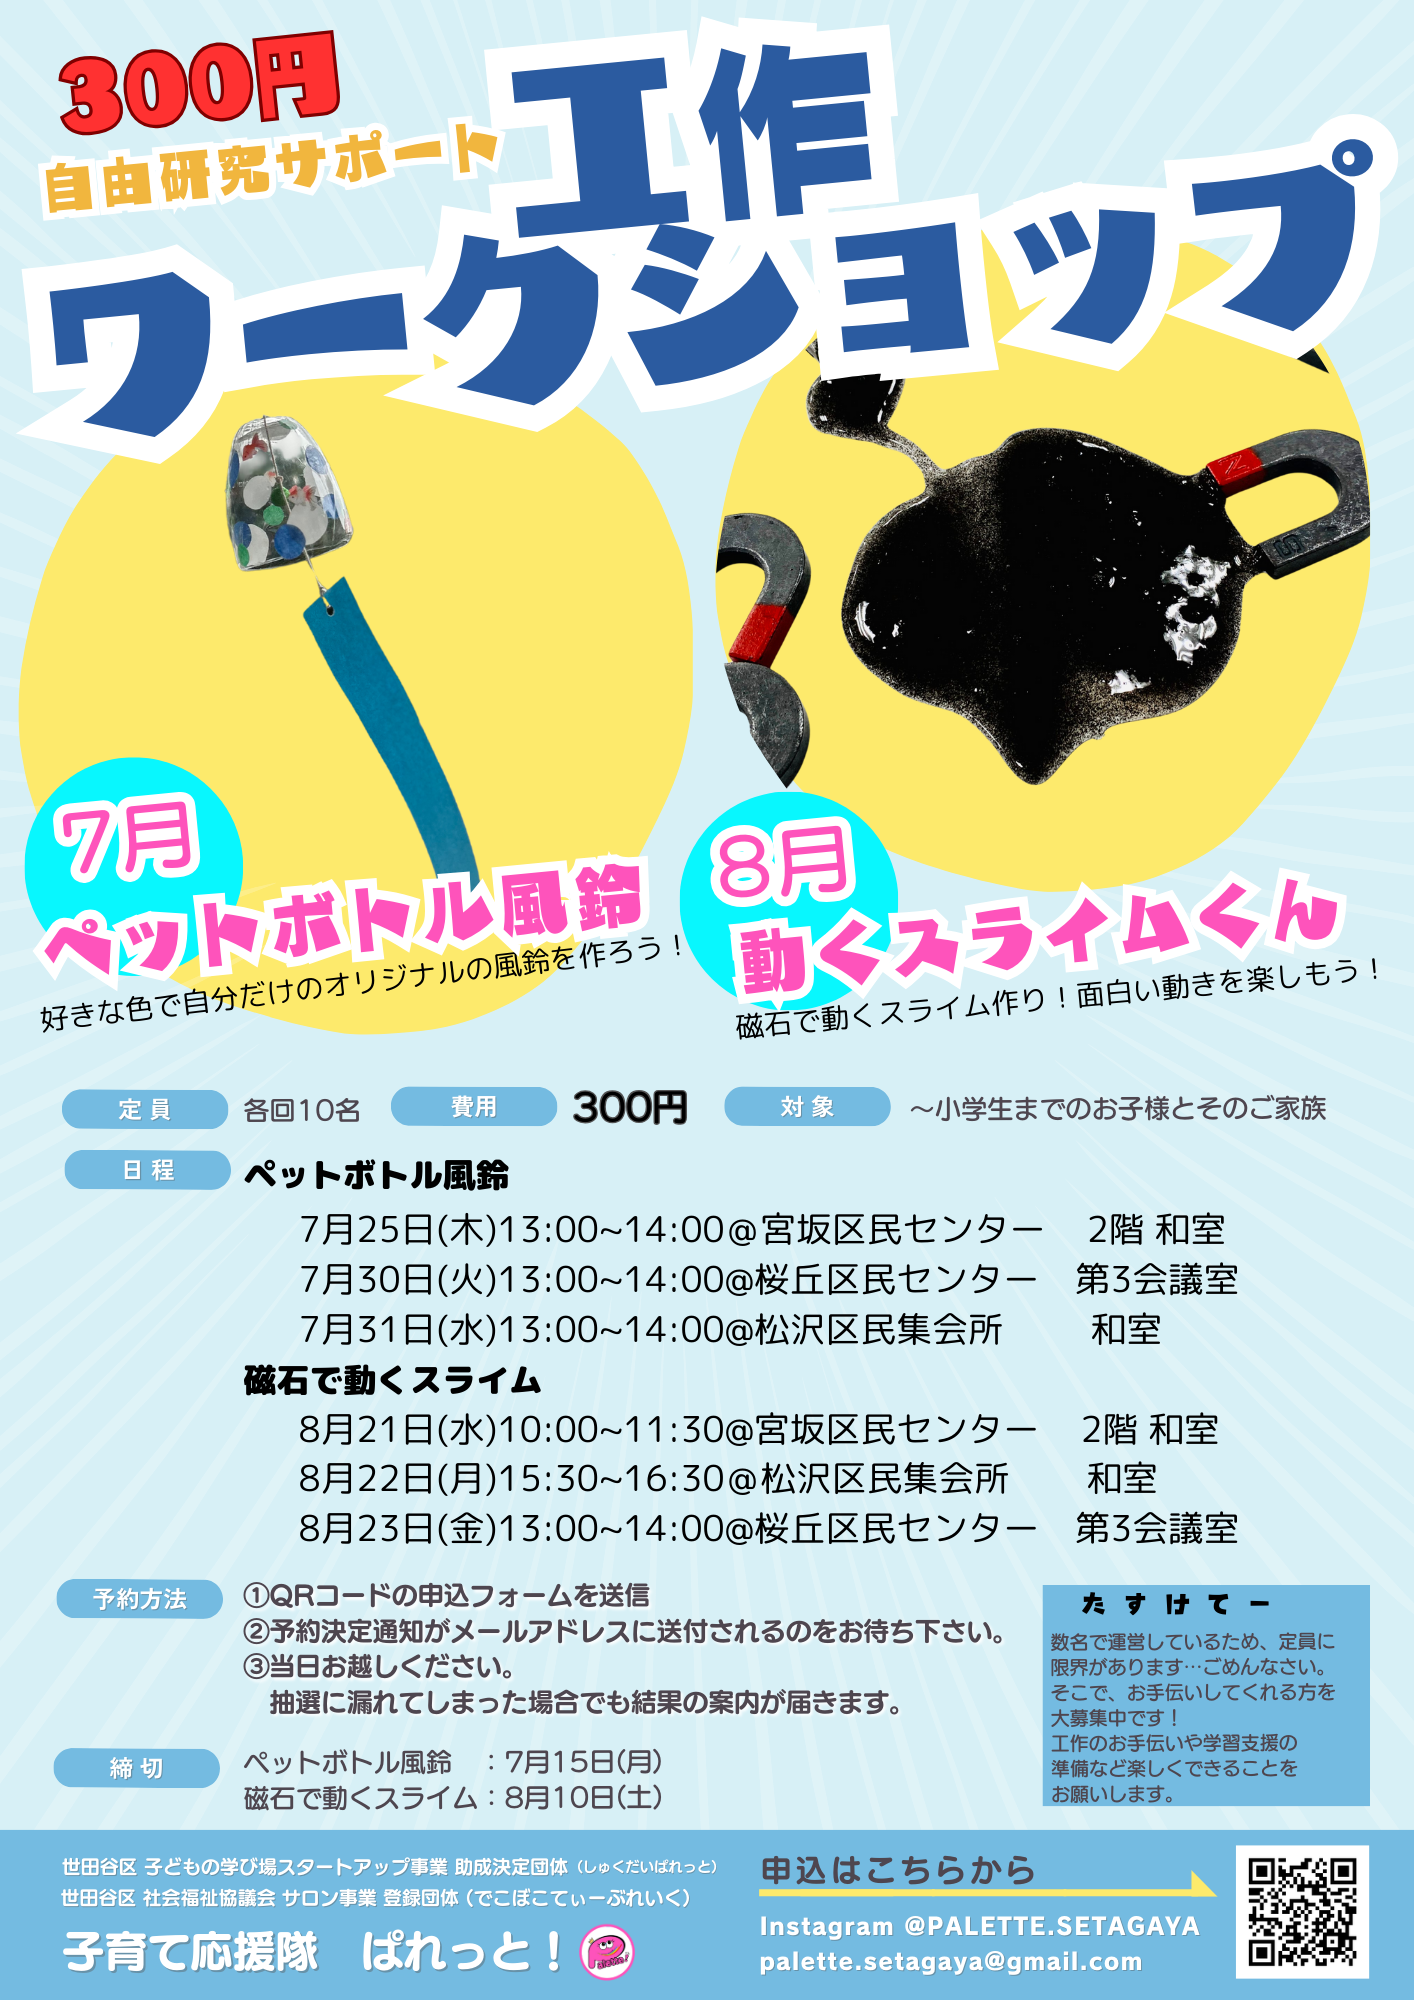 300円
自由研究サポート
工作
ワークショップ
7月
ペットボトル風鈴
好きな色で自分だけのオリジナルの風鈴を作ろう！
8月
動くスライムくん
磁石で動くスライム作り！面白い動きを楽しもう！
定員 各回10名 費用 300円 対象 〜小学生までのお子様とそのご家族
日程 ペットボトル風鈴
7月25日(木)13:00~14:00@宮坂区民センター 2階 和室
7月30日(火)13:00~14:00@桜丘区民センター 第3会議室
7月31日(水)13:00~14:00@松沢区民集会所 和室
磁石で動くスライム
8月21日(水)10:00~11:30@宮坂区民センター 2階 和室
8月22日(月)15:30~16:30@松沢区民集会所 和室
8月23日(金)13:00~14:00@桜丘区民センター 第3会議室
予約方法 ①QRコードの申込フォームを送信
②予約決定通知がメールアドレスに送付されるのをお待ち下さい。
③当日お越しください。
抽選に漏れてしまった場合でも結果の案内が届きます。
締切 ペットボトル風鈴 ：7月15日(月)
磁石で動くスライム：8月10日(土)
たすけてー
数名で運営しているため、定員に
限界があります…ごめんなさい。
そこで、お手伝いしてくれる方を
大募集中です！
工作のお手伝いや学習支援の
準備など楽しくできることを
お願いします。
世田谷区 子どもの学び場スタートアップ事業 助成決定団体（しゅくだいぱれっと）
世田谷区 社会福祉協議会 サロン事業 登録団体（でこぼこてぃーぶれいく）
子育て応援隊 ぱれっと！
Palette!
申込はこちらから
Instagram @PALETTE.SETAGAYA
palette.setagaya@gmail.com